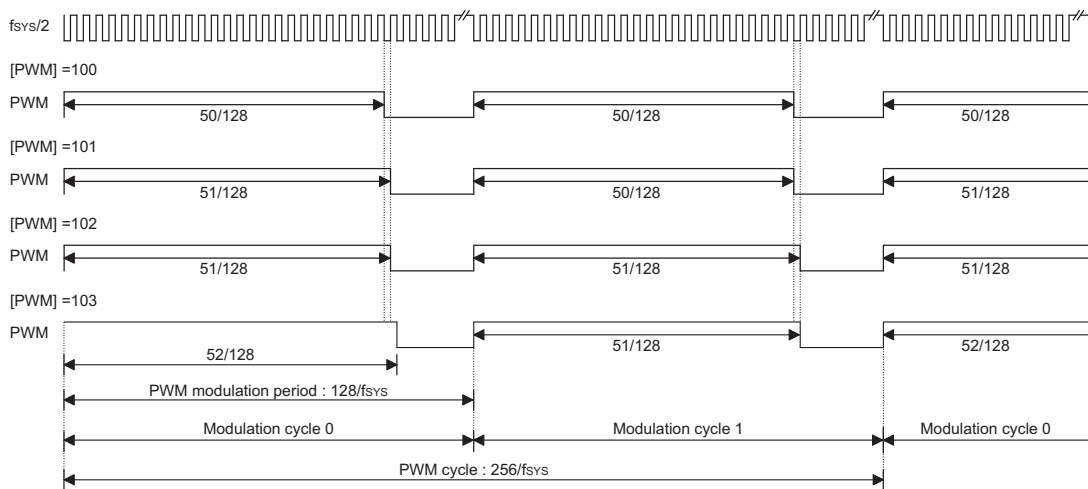 fSYS/2
[PWM] =100
PWM
50/128 50/128 50/128
[PWM] =101
PWM
51/128 50/128 51/128
[PWM] =102
PWM
51/128 51/128 51/128
[PWM] =103
PWM
52/128 51/128 52/128
PWM modulation period : 128/fSYS
Modulation cycle 0 Modulation cycle 1 Modulation cycle 0
PWM cycle : 256/fSYS